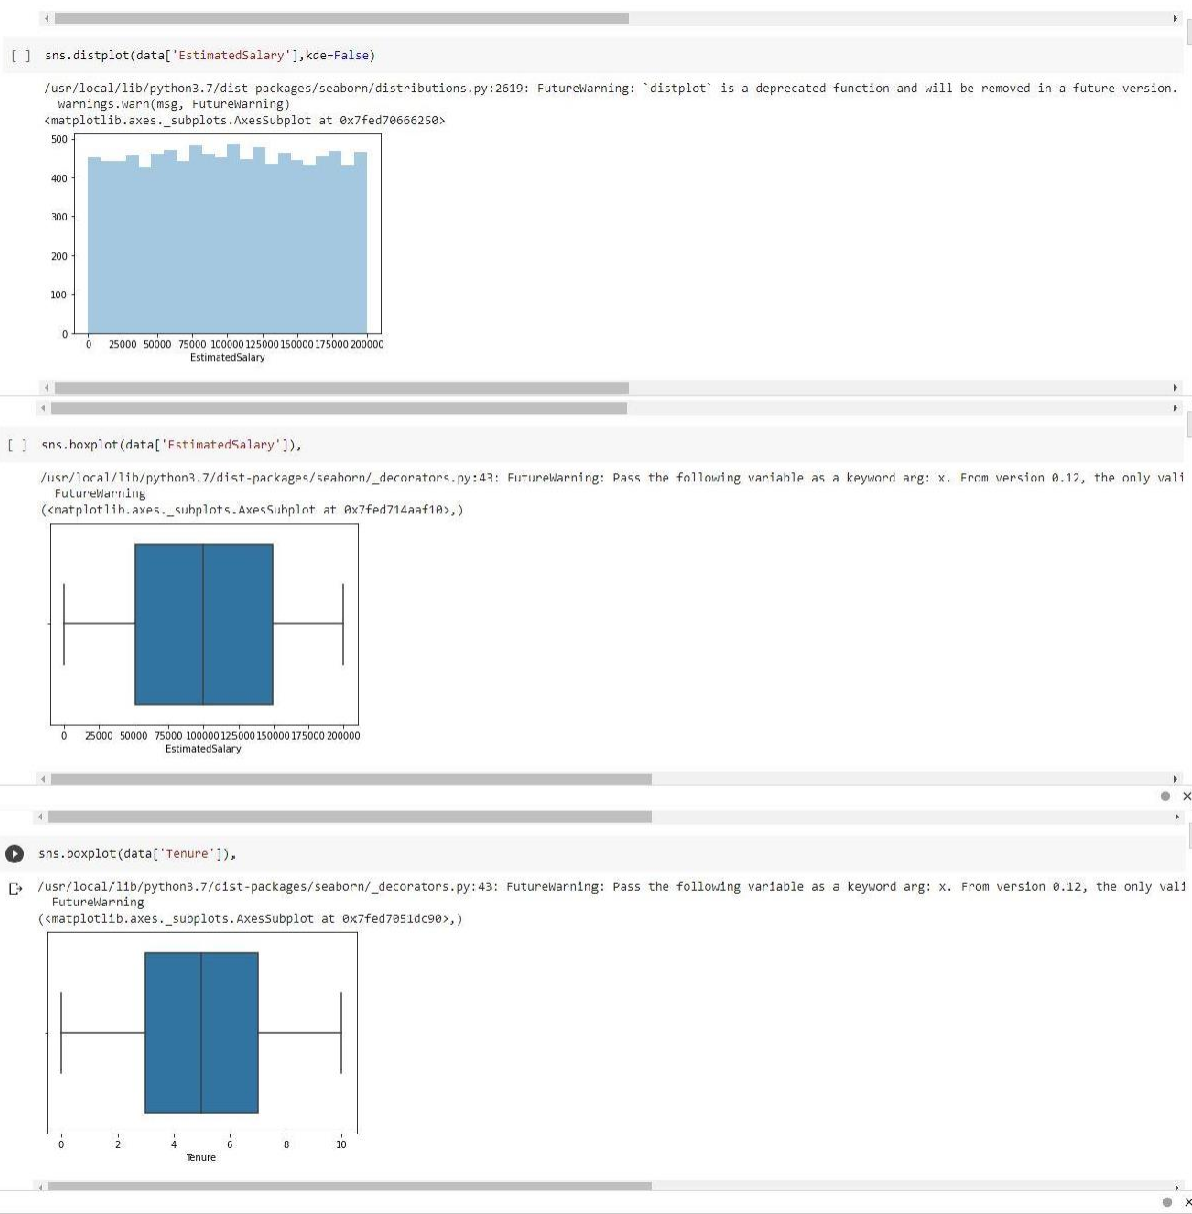 [ ] sns.distplot(data['EstimatedSalary'],kde=False)
/usr/local/lib/python3.7/dist-packages/seaborn/distributions.py:2619: FutureWarning: `distplot` is a deprecated function and will be removed in a future version.
warnings.warn(msg, FutureWarning)
<matplotlib.axes._subplots.AxesSubplot at 0x7fed70666250>
500
400
300
200
100
0
0 25000 50000 75000 100000 125000 150000 175000 200000
EstimatedSalary
[ ] sns.boxplot(data['EstimatedSalary']),
/usr/local/lib/python3.7/dist-packages/seaborn/_decorators.py:43: FutureWarning: Pass the following variable as a keyword arg: x. From version 0.12, the only vali
FutureWarning
(<matplotlib.axes._subplots.AxesSubplot at 0x7fed714aaf10>,)
0 25000 50000 75000 100000 125000 150000 175000 200000
EstimatedSalary
sns.boxplot(data['Tenure']),
/usr/local/lib/python3.7/dist-packages/seaborn/_decorators.py:43: FutureWarning: Pass the following variable as a keyword arg: x. From version 0.12, the only vali
FutureWarning
(<matplotlib.axes._subplots.AxesSubplot at 0x7fed7051dc90>,)
0 2 4 6 8 10
Tenure